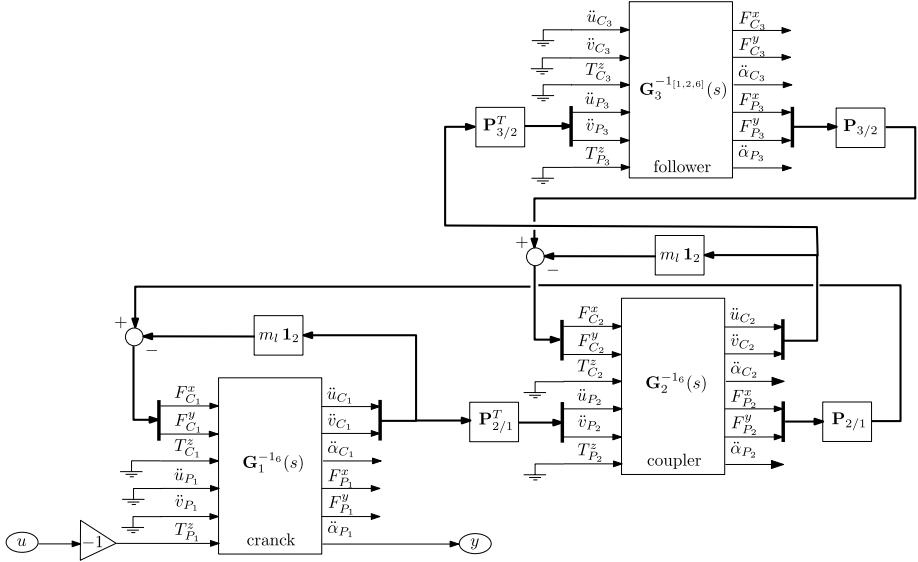 ü_{C_3} F^x_{C_3}
v̈_{C_3} F^y_{C_3}
T^z_{C_3} G_3^{-1_{[1,2,6]}}(s) α̈_{C_3}
ü_{P_3} F^x_{P_3}
P^T_{3/2} v̈_{P_3} F^y_{P_3} P_{3/2}
T^z_{P_3} follower α̈_{P_3}
+ m_l 1_2
−
+ m_l 1_2
−
F^x_{C_2} ü_{C_2}
F^y_{C_2} v̈_{C_2}
T^z_{C_2} G_2^{-1_6}(s) α̈_{C_2}
ü_{P_2} F^x_{P_2}
P^T_{2/1} v̈_{P_2} F^y_{P_2} P_{2/1}
T^z_{P_2} coupler α̈_{P_2}
F^x_{C_1} ü_{C_1}
F^y_{C_1} v̈_{C_1}
T^z_{C_1} G_1^{-1_6}(s) α̈_{C_1}
ü_{P_1} F^x_{P_1}
v̈_{P_1} F^y_{P_1}
u −1 T^z_{P_1} cranck α̈_{P_1} y